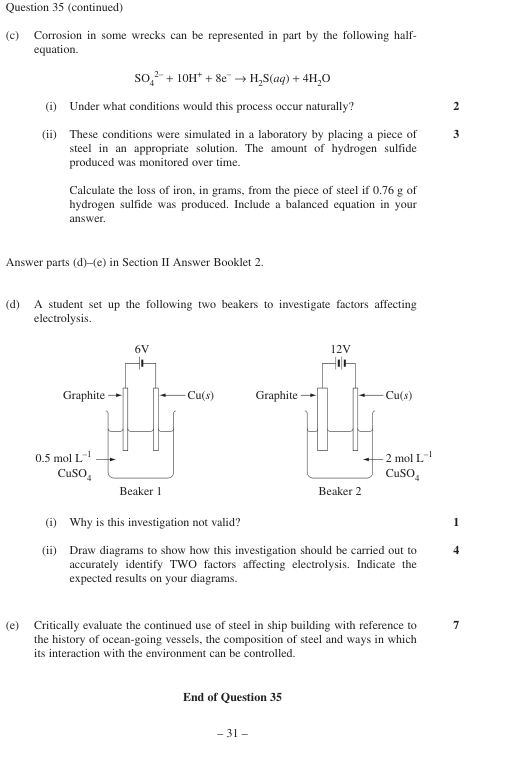 Question 35 (continued)
(c) Corrosion in some wrecks can be represented in part by the following half-
equation.
SO₄²⁻ + 10H⁺ + 8e⁻ → H₂S(aq) + 4H₂O
(i) Under what conditions would this process occur naturally? 2
(ii) These conditions were simulated in a laboratory by placing a piece of 3
steel in an appropriate solution. The amount of hydrogen sulfide
produced was monitored over time.
Calculate the loss of iron, in grams, from the piece of steel if 0.76 g of
hydrogen sulfide was produced. Include a balanced equation in your
answer.
Answer parts (d)–(e) in Section II Answer Booklet 2.
(d) A student set up the following two beakers to investigate factors affecting
electrolysis.
6V 12V
Graphite Cu(s) Graphite Cu(s)
0.5 mol L⁻¹ 2 mol L⁻¹
CuSO₄ CuSO₄
Beaker 1 Beaker 2
(i) Why is this investigation not valid? 1
(ii) Draw diagrams to show how this investigation should be carried out to 4
accurately identify TWO factors affecting electrolysis. Indicate the
expected results on your diagrams.
(e) Critically evaluate the continued use of steel in ship building with reference to 7
the history of ocean-going vessels, the composition of steel and ways in which
its interaction with the environment can be controlled.
End of Question 35
– 31 –